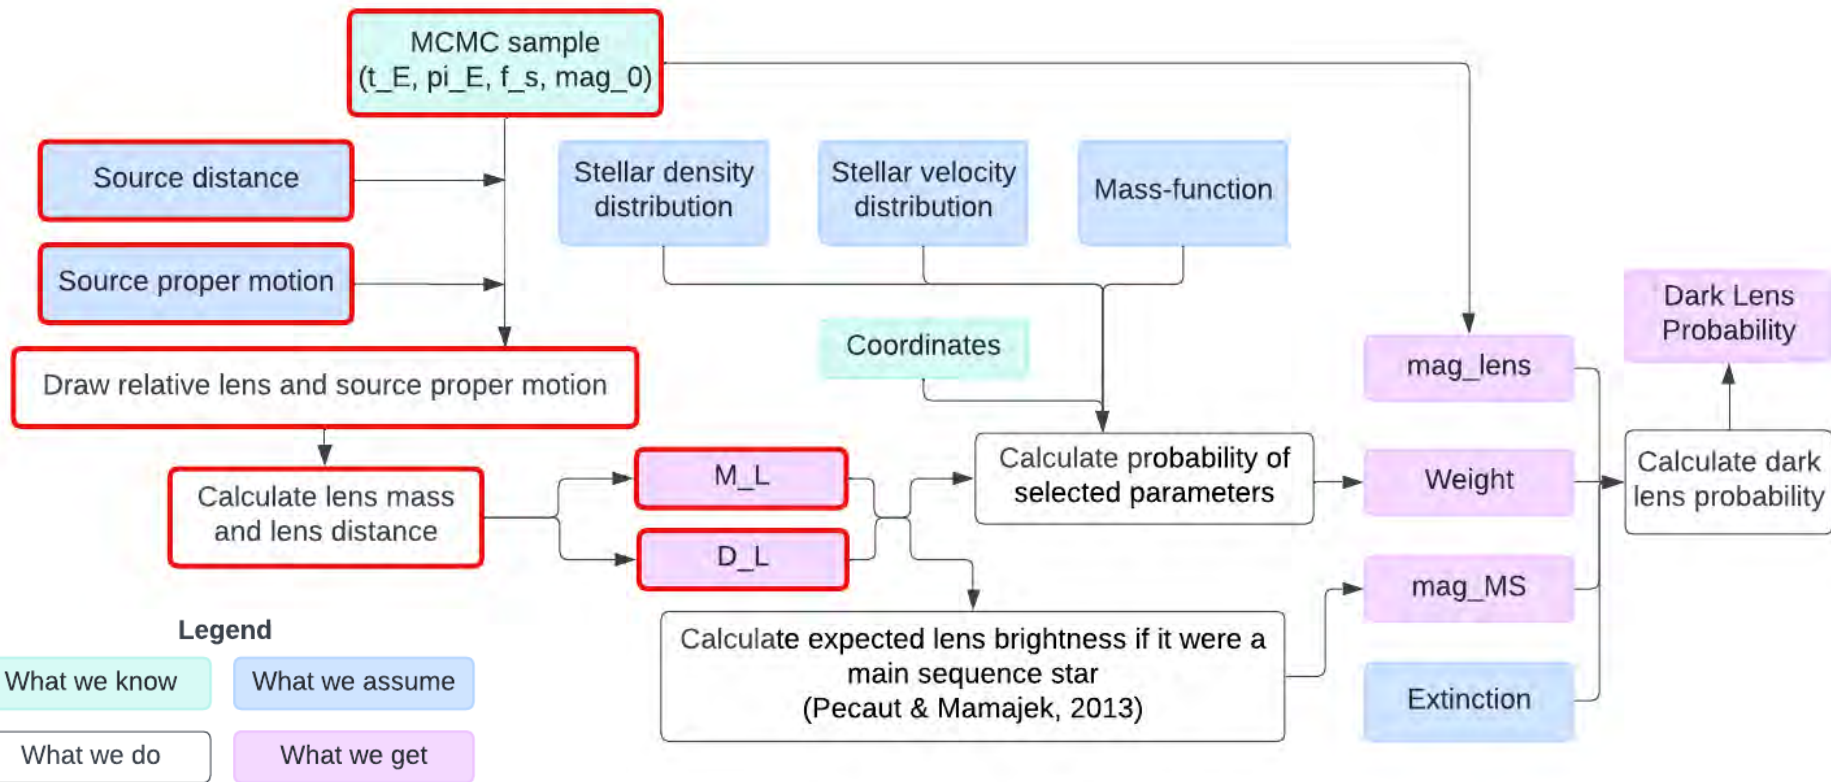 MCMC sample
(t_E, pi_E, f_s, mag_0)
Source distance
Stellar density
distribution
Stellar velocity
distribution
Mass-function
Source proper motion
Coordinates
Dark Lens
Probability
Draw relative lens and source proper motion
mag_lens
Calculate lens mass
and lens distance
M_L
D_L
Calculate probability of
selected parameters
Weight
Calculate dark
lens probability
Calculate expected lens brightness if it were a
main sequence star
(Pecaut & Mamajek, 2013)
mag_MS
Extinction
Legend
What we know
What we assume
What we do
What we get